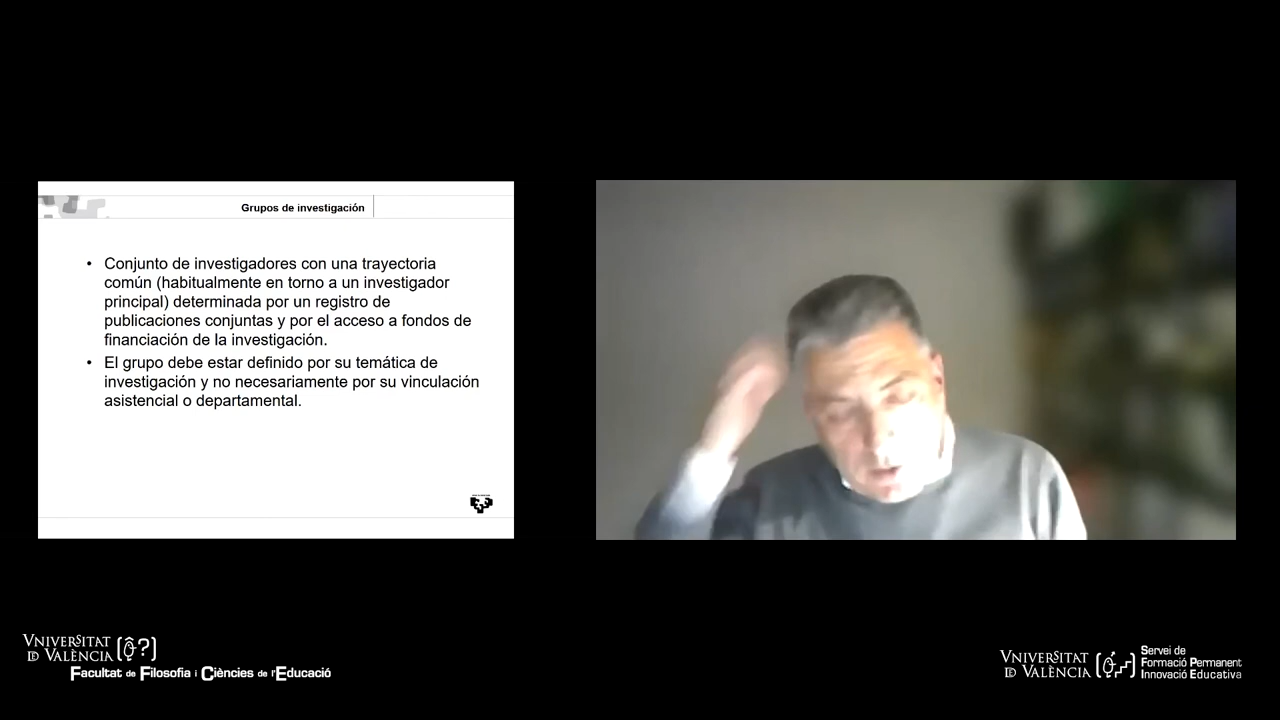 Grupos de investigación
• Conjunto de investigadores con una trayectoria
común (habitualmente en torno a un investigador
principal) determinada por un registro de
publicaciones conjuntas y por el acceso a fondos de
financiación de la investigación.
• El grupo debe estar definido por su temática de
investigación y no necesariamente por su vinculación
asistencial o departamental.
VNIVERSITAT
ID VALÈNCIA
Facultat de Filosofia i Ciències de l'Educació
VNIVERSITAT
ID VALÈNCIA
Servei de
Formació Permanent
Innovació Educativa